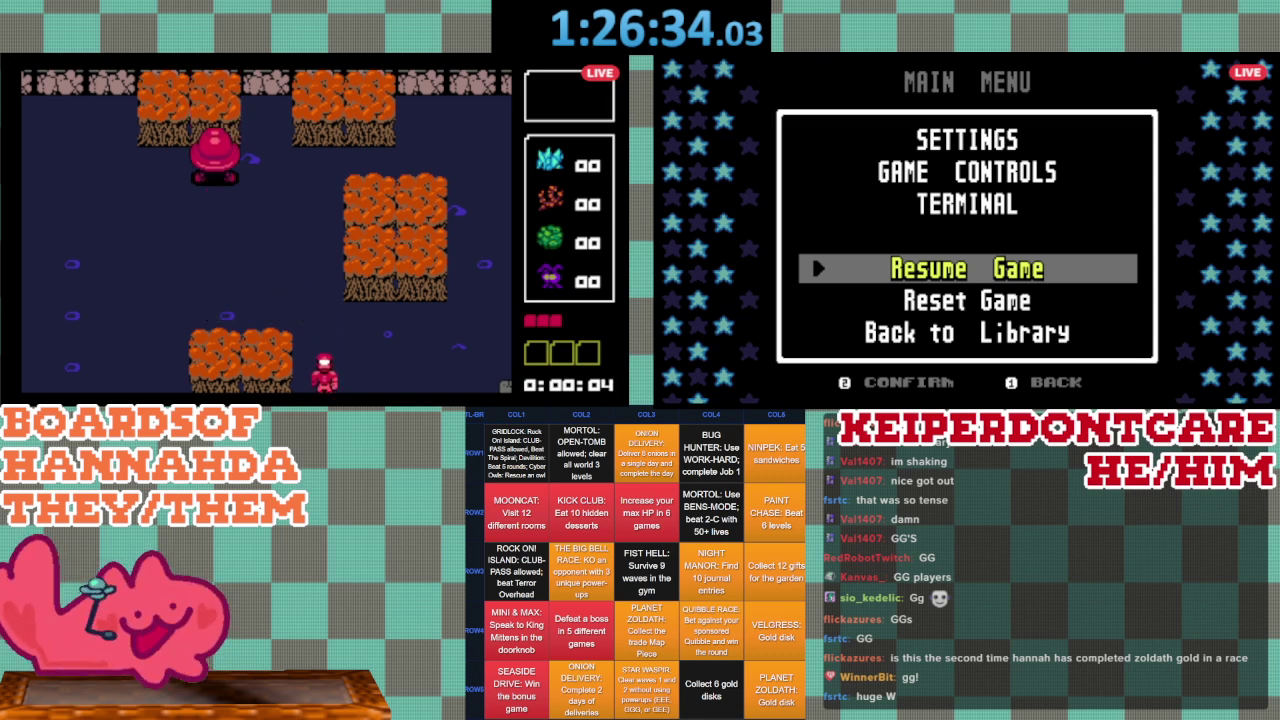 1:26:34.03
LIVE
00
00
00
00
0:00:04
LIVE
MAIN MENU
SETTINGS
GAME CONTROLS
TERMINAL
Resume Game
Reset Game
Back to Library
2 CONFIRM
1 BACK
BOARDSOF
HANNAHDA
THEY/THEM
TL-BR
COL1
COL2
COL3
COL4
COL5
ROW1
GRIDLOCK: Rock
On! Island: CLUB-
PASS allowed, Beat
The Spiral; Devilition:
Beat 5 rounds; Cyber
Owls: Rescue an owl
MORTOL:
OPEN-TOMB
allowed; clear
all world 3
levels
ONION
DELIVERY:
Deliver 8 onions in
a single day and
complete the day
BUG
HUNTER: Use
WORK-HARD;
complete Job 1
NINPEK: Eat 5
sandwiches
ROW2
MOONCAT:
Visit 12
different rooms
KICK CLUB:
Eat 10 hidden
desserts
Increase your
max HP in 6
games
MORTOL: Use
BENS-MODE;
beat 2-C with
50+ lives
PAINT
CHASE: Beat
6 levels
ROW3
ROCK ON!
ISLAND: CLUB-
PASS allowed;
beat Terror
Overhead
THE BIG BELL
RACE: KO an
opponent with 3
unique power-
ups
FIST HELL:
Survive 9
waves in the
gym
NIGHT
MANOR: Find
10 journal
entries
Collect 12 gifts
for the garden
ROW4
MINI & MAX:
Speak to King
Mittens in the
doorknob
Defeat a boss
in 5 different
games
PLANET
ZOLDATH:
Collect the
trade Map
Piece
QUIBBLE RACE:
Bet against your
sponsored
Quibble and win
the round
VELGRESS:
Gold disk
ROW5
SEASIDE
DRIVE: Win
the bonus
game
ONION
DELIVERY:
Complete 2
days of
deliveries
STAR WASPIR:
Clear waves 1 and
2 without using
powerups (EEE,
GGG, or GEE)
Collect 6 gold
disks
PLANET
ZOLDATH:
Gold disk
KEIPERDONTCARE
HE/HIM
Val1407: im shaking
Val1407: nice got out
fsrtc: that was so tense
Val1407: damn
Val1407: GG'S
RedRobotTwitch: GG
Kanvas_: GG players
sio_kedelic: Gg
flickazures: GGs
fsrtc: GG
flickazures: is this the second time hannah has completed zoldath gold in a race
WinnerBit: gg!
fsrtc: huge W